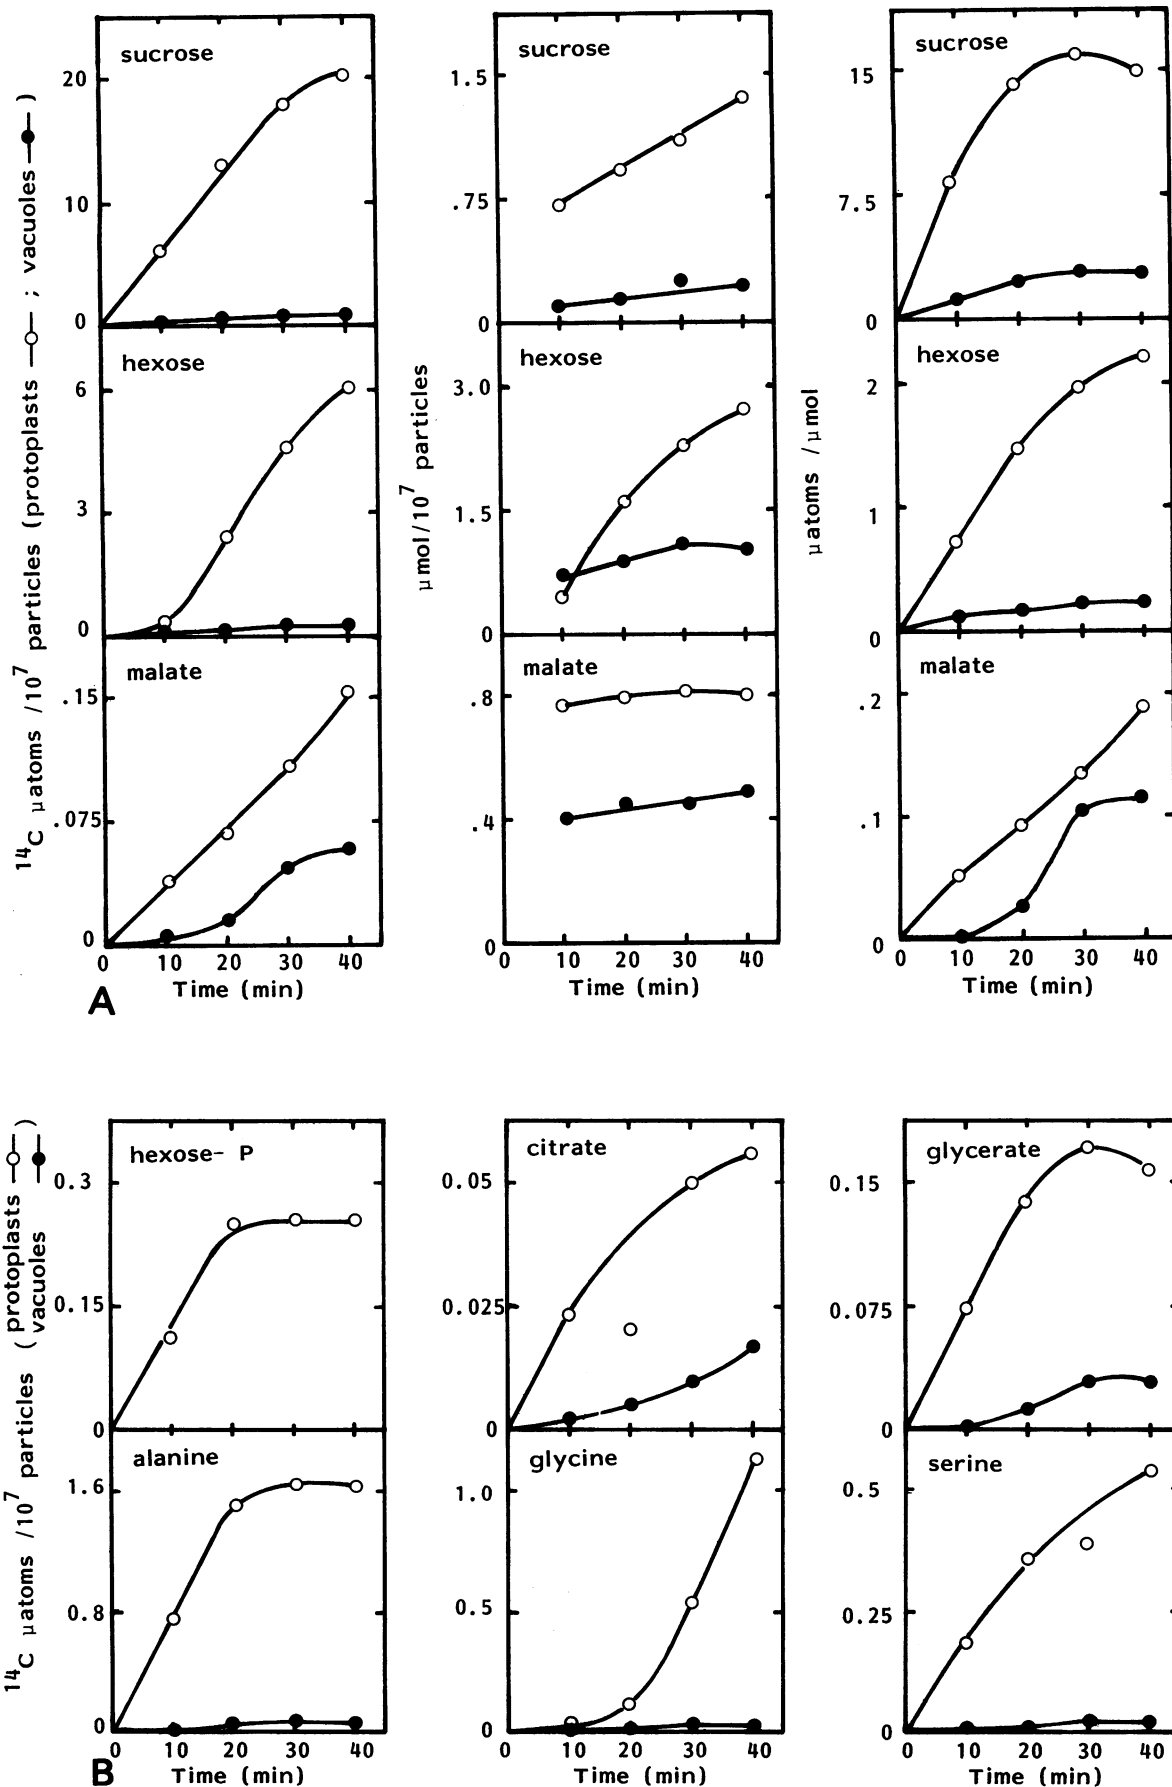 ¹⁴C μatoms /10⁷ particles (protoplasts —○— ; vacuoles —●— )
sucrose
20
10
0
hexose
6
3
0
malate
.15
.075
0
0 10 20 30 40
Time (min)
A
μmol/10⁷ particles
sucrose
1.5
.75
0
hexose
3.0
1.5
0
malate
.8
.4
0
0 10 20 30 40
Time (min)
μatoms /μmol
sucrose
15
7.5
0
hexose
2
1
0
malate
.2
.1
0
0 10 20 30 40
Time (min)
¹⁴C μatoms /10⁷ particles ( protoplasts —○—
vacuoles —●— )
hexose- P
0.3
0.15
0
citrate
0.05
0.025
0
glycerate
0.15
0.075
0
alanine
1.6
0.8
0
0 10 20 30 40
Time (min)
B
glycine
1.0
0.5
0
0 10 20 30 40
Time (min)
serine
0.5
0.25
0
0 10 20 30 40
Time (min)